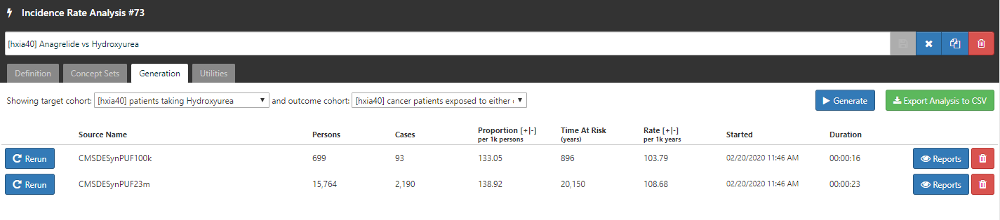 Incidence Rate Analysis #73
[hxia40] Anagrelide vs Hydroxyurea
Definition Concept Sets Generation Utilities
Showing target cohort: [hxia40] patients taking Hydroxyurea and outcome cohort: [hxia40] cancer patients exposed to either Generate Export Analysis to CSV
Source Name Persons Cases Proportion [+|-] Time At Risk Rate [+|-] Started Duration
per 1k persons (years) per 1k years
Rerun CMSDESynPUF100k 699 93 133.05 896 103.79 02/20/2020 11:46 AM 00:00:16 Reports
Rerun CMSDESynPUF23m 15,764 2,190 138.92 20,150 108.68 02/20/2020 11:46 AM 00:00:23 Reports